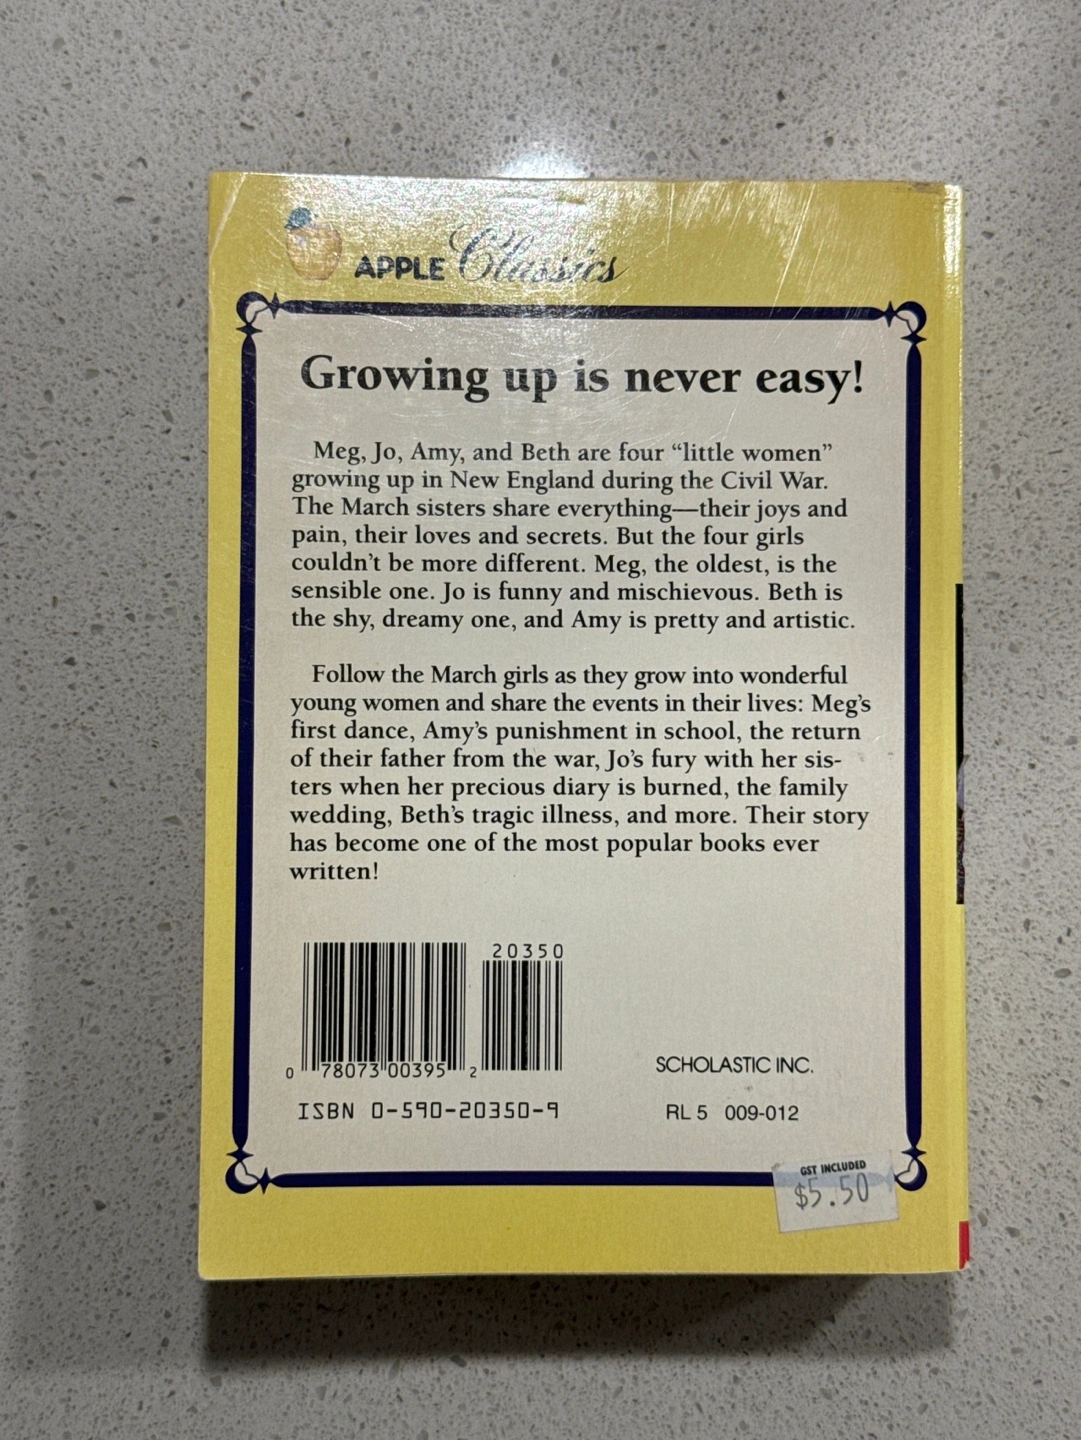 APPLE Classics
Growing up is never easy!
Meg, Jo, Amy, and Beth are four “little women”
growing up in New England during the Civil War.
The March sisters share everything—their joys and
pain, their loves and secrets. But the four girls
couldn't be more different. Meg, the oldest, is the
sensible one. Jo is funny and mischievous. Beth is
the shy, dreamy one, and Amy is pretty and artistic.
Follow the March girls as they grow into wonderful
young women and share the events in their lives: Meg's
first dance, Amy's punishment in school, the return
of their father from the war, Jo's fury with her sis-
ters when her precious diary is burned, the family
wedding, Beth's tragic illness, and more. Their story
has become one of the most popular books ever
written!
20350
0 78073 00395 2
ISBN 0-590-20350-9
SCHOLASTIC INC.
RL 5 009-012
GST INCLUDED
$5.50